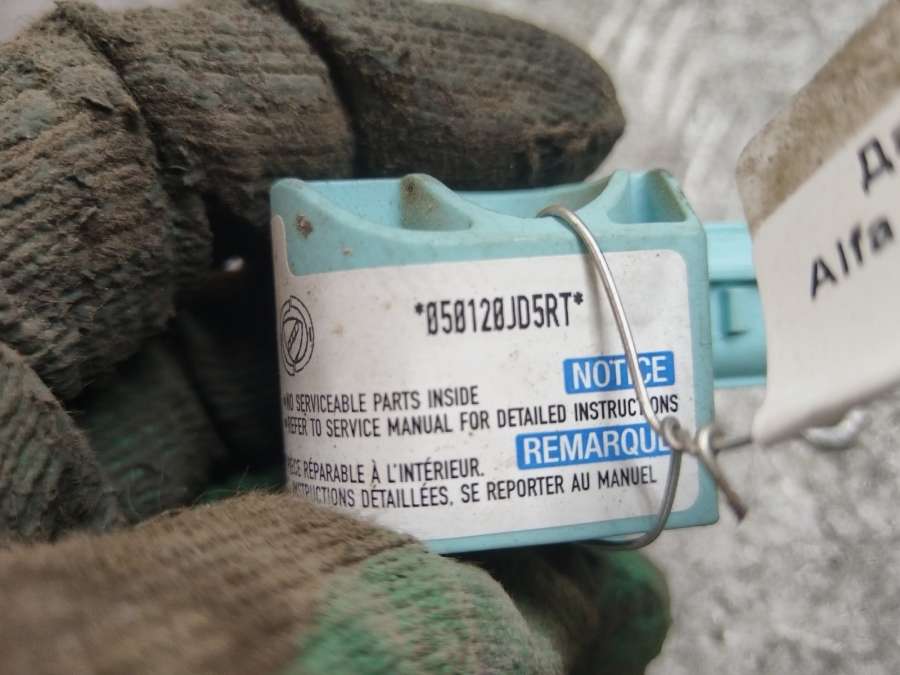 *050120JD5RT*
NOTICE
*NO SERVICEABLE PARTS INSIDE
*REFER TO SERVICE MANUAL FOR DETAILED INSTRUCTIONS
REMARQUE
RÉPARABLE À L'INTÉRIEUR.
INSTRUCTIONS DÉTAILLÉES, SE REPORTER AU MANUEL
Alfa